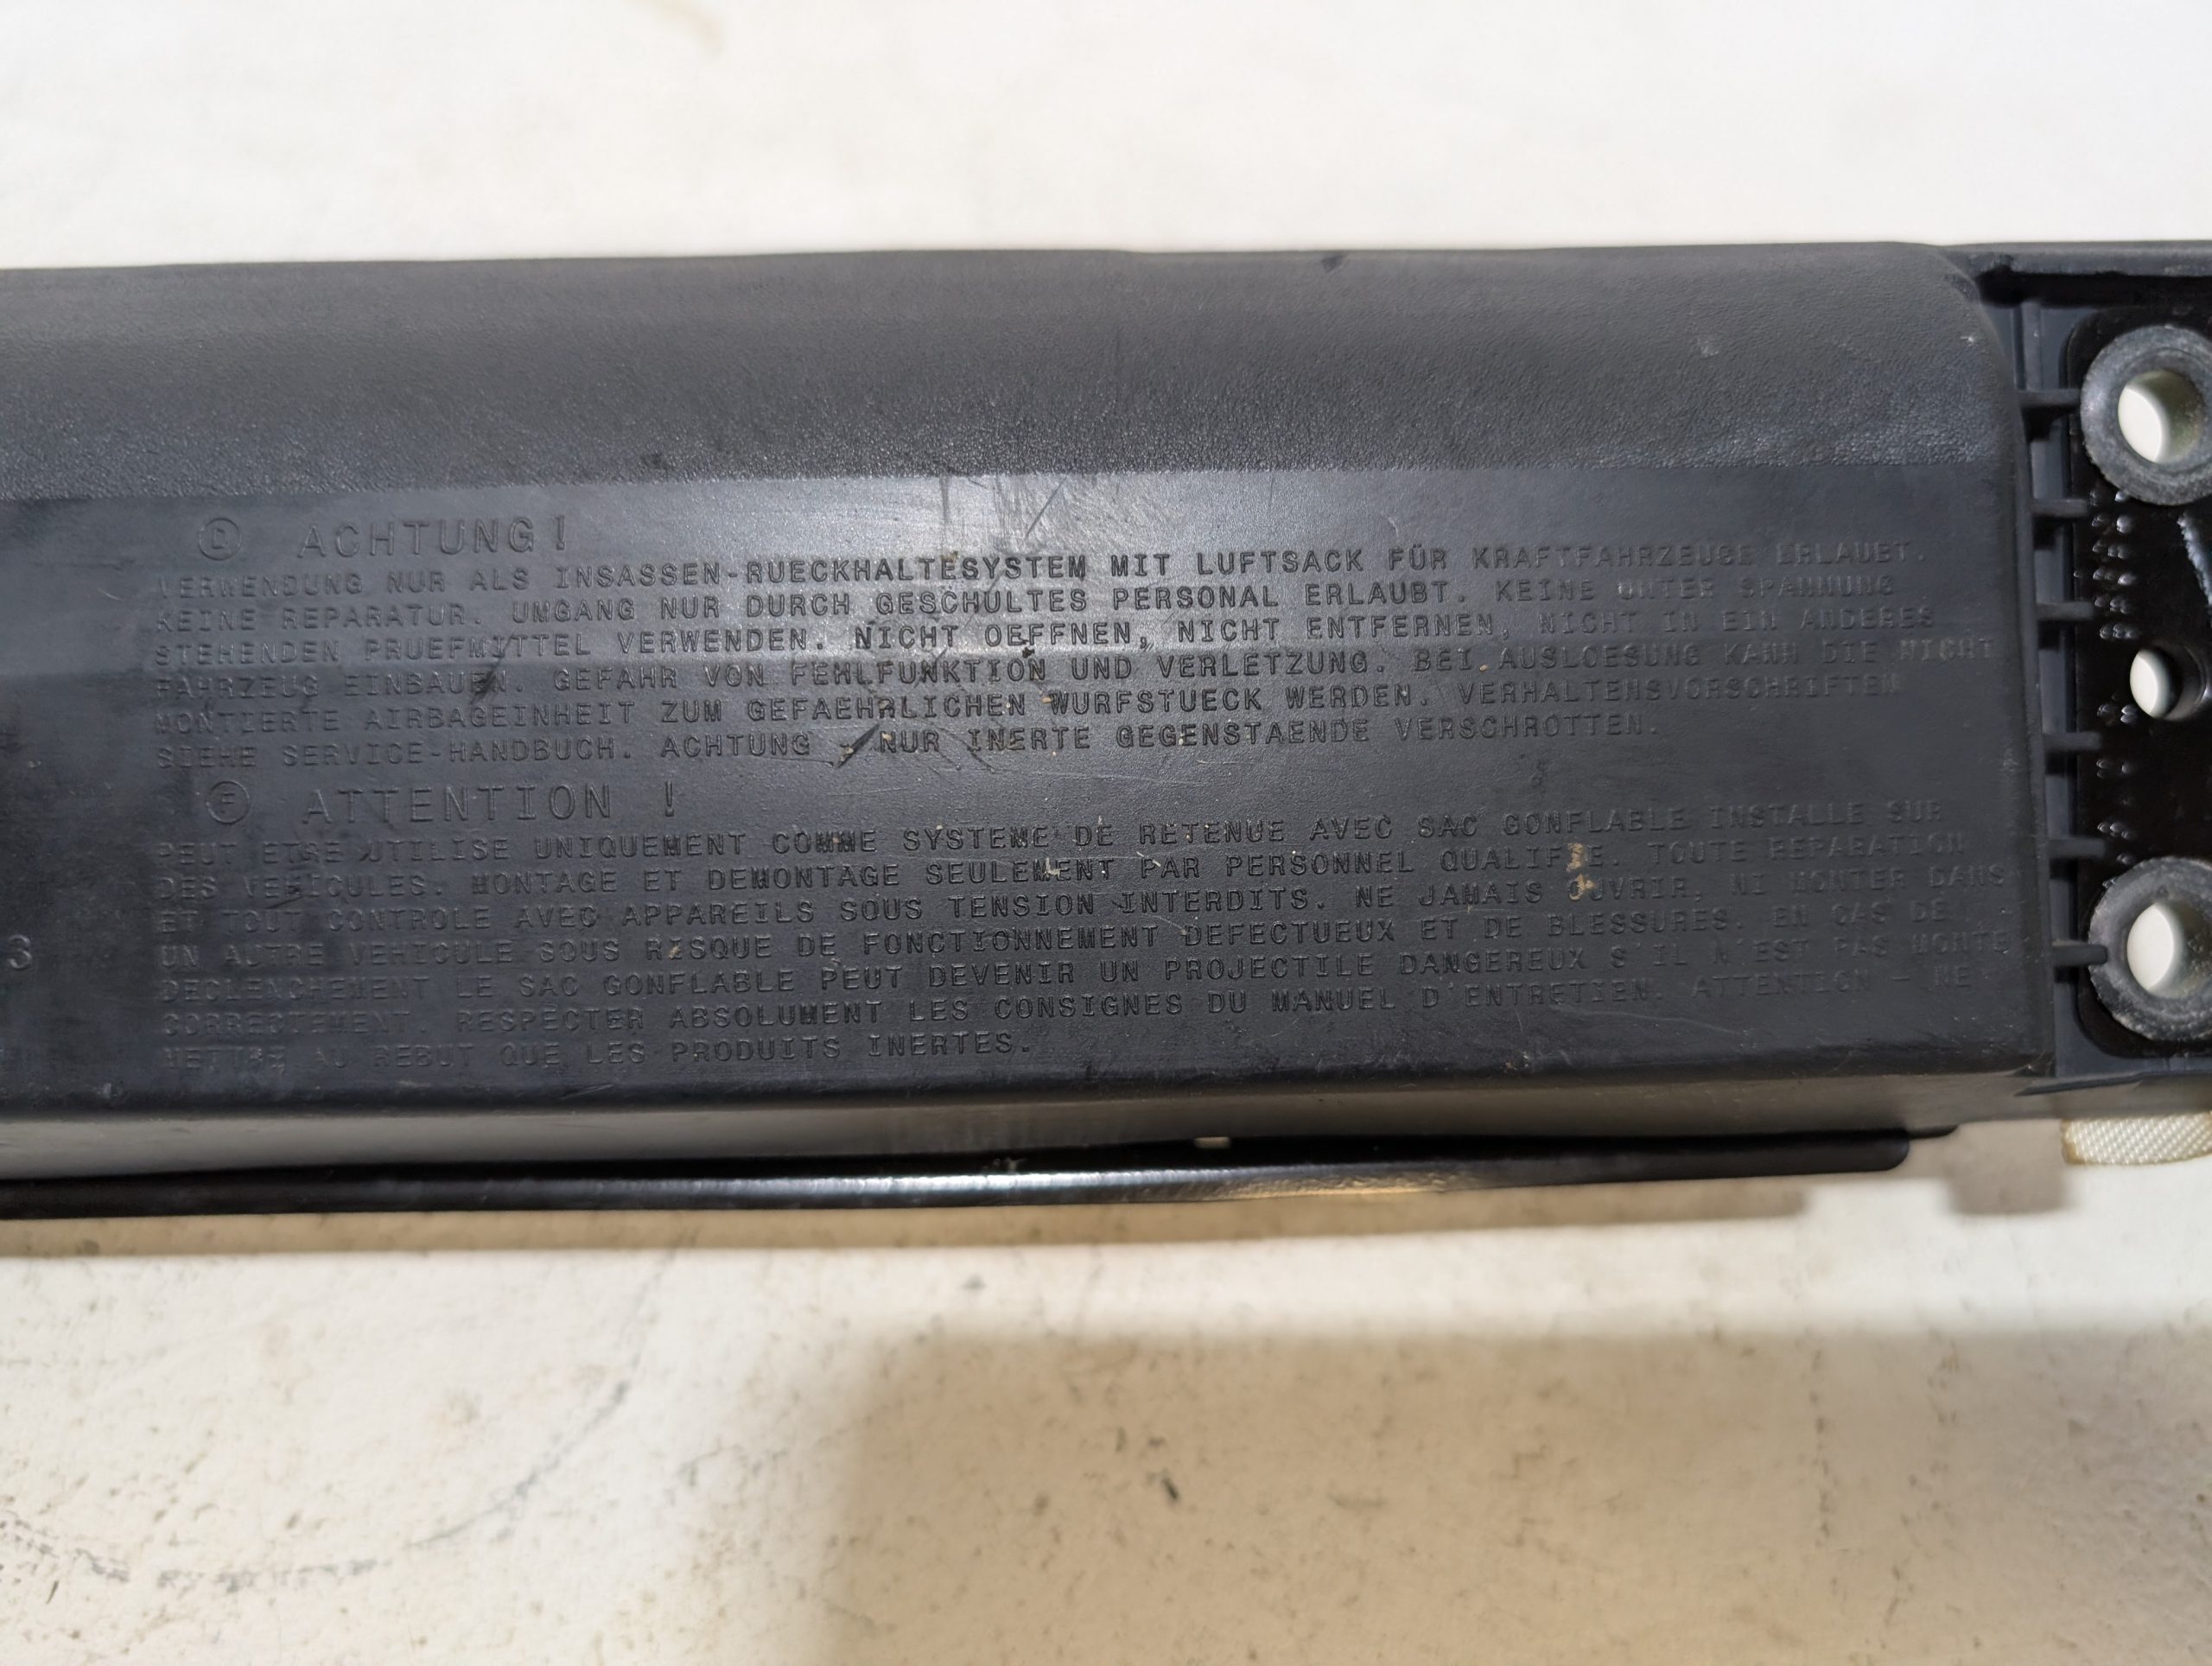 D ACHTUNG!
VERWENDUNG NUR ALS INSASSEN-RUECKHALTESYSTEM MIT LUFTSACK FÜR KRAFTFAHRZEUGE ERLAUBT.
KEINE REPARATUR. UMGANG NUR DURCH GESCHULTES PERSONAL ERLAUBT. KEINE UNTER SPANNUNG
STEHENDEN PRUEFMITTEL VERWENDEN. NICHT OEFFNEN, NICHT ENTFERNEN, NICHT IN EIN ANDERES
FAHRZEUG EINBAUEN. GEFAHR VON FEHLFUNKTION UND VERLETZUNG. BEI AUSLOESUNG KANN DIE NICHT
MONTIERTE AIRBAGEINHEIT ZUM GEFAEHRLICHEN WURFSTUECK WERDEN. VERHALTENSVORSCHRIFTEN
SIEHE SERVICE-HANDBUCH. ACHTUNG - NUR INERTE GEGENSTAENDE VERSCHROTTEN.
F ATTENTION !
PEUT ETRE UTILISE UNIQUEMENT COMME SYSTEME DE RETENUE AVEC SAC GONFLABLE INSTALLE SUR
DES VEHICULES. MONTAGE ET DEMONTAGE SEULEMENT PAR PERSONNEL QUALIFIE. TOUTE REPARATION
ET TOUT CONTROLE AVEC APPAREILS SOUS TENSION INTERDITS. NE JAMAIS OUVRIR, NI MONTER DANS
UN AUTRE VEHICULE SOUS RISQUE DE FONCTIONNEMENT DEFECTUEUX ET DE BLESSURES. EN CAS DE
DECLENCHEMENT LE SAC GONFLABLE PEUT DEVENIR UN PROJECTILE DANGEREUX S'IL N'EST PAS MONTE
CORRECTEMENT. RESPECTER ABSOLUMENT LES CONSIGNES DU MANUEL D'ENTRETIEN. ATTENTION - NE
METTRE AU REBUT QUE LES PRODUITS INERTES.
3